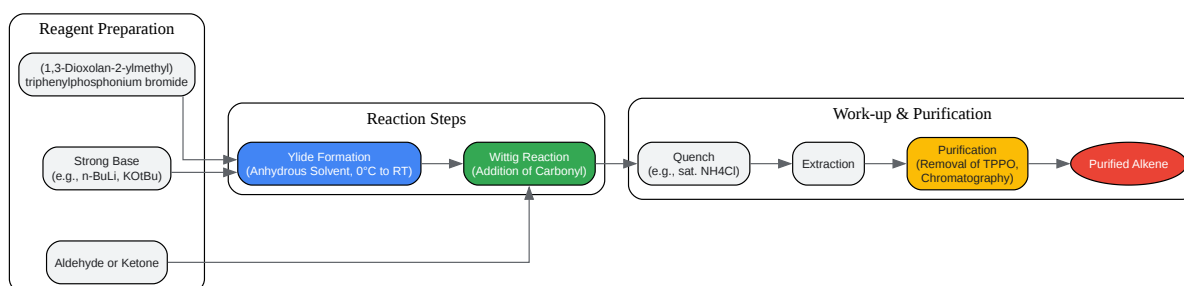 Reagent Preparation
(1,3-Dioxolan-2-ylmethyl)
triphenylphosphonium bromide
Strong Base
(e.g., n-BuLi, KOtBu)
Aldehyde or Ketone
Reaction Steps
Ylide Formation
(Anhydrous Solvent, 0°C to RT)
Wittig Reaction
(Addition of Carbonyl)
Work-up & Purification
Quench
(e.g., sat. NH4Cl)
Extraction
Purification
(Removal of TPPO,
Chromatography)
Purified Alkene